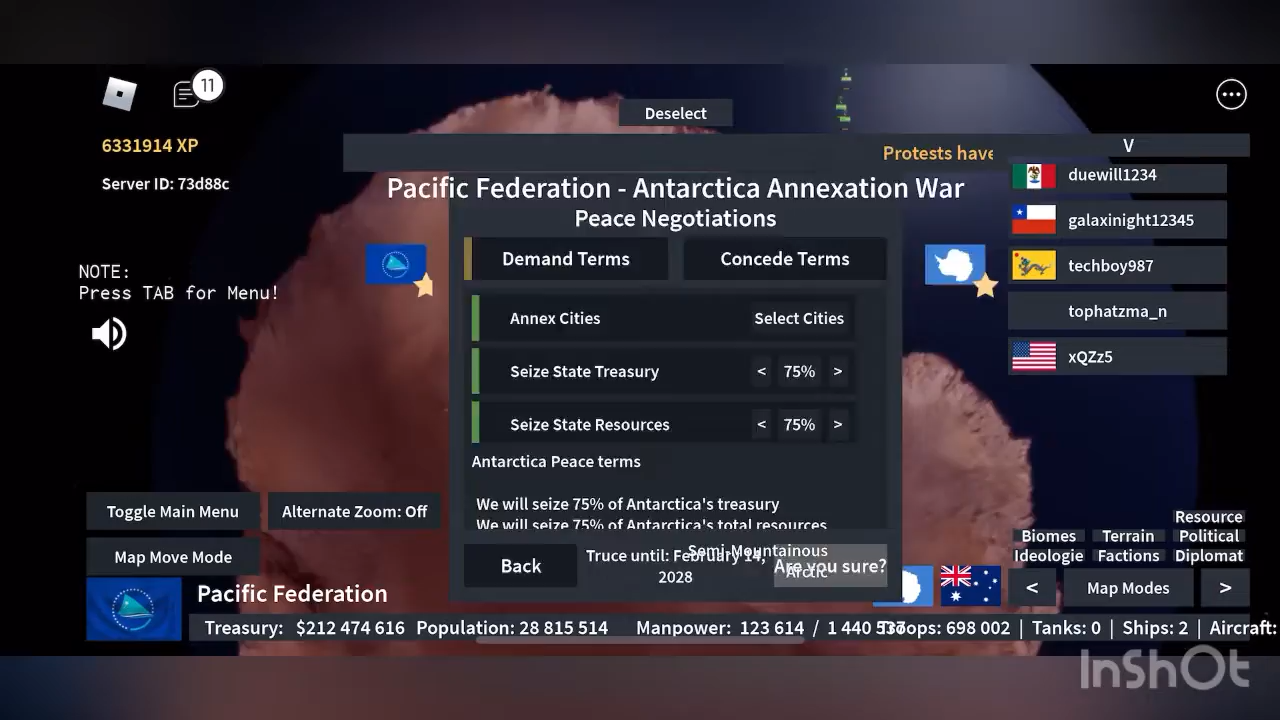 11
Deselect
6331914 XP
Protests have
V
Server ID: 73d88c
duewill1234
Pacific Federation - Antarctica Annexation War
Peace Negotiations
galaxinight12345
Demand Terms
Concede Terms
techboy987
NOTE:
Press TAB for Menu!
tophatzma_n
Annex Cities
Select Cities
xQZz5
Seize State Treasury
< 75% >
Seize State Resources
< 75% >
Antarctica Peace terms
We will seize 75% of Antarctica's treasury
We will seize 75% of Antarctica's total resources
Toggle Main Menu
Alternate Zoom: Off
Resource
Biomes Terrain Political
Ideologie Factions Diplomat
Map Move Mode
Back
Truce until: February 14,
2028
Semi-Mountainous
Arctic
Are you sure?
< Map Modes >
Pacific Federation
Treasury: $212 474 616 Population: 28 815 514 Manpower: 123 614 / 1 440 537 Troops: 698 002 | Tanks: 0 | Ships: 2 | Aircraft:
InShOt